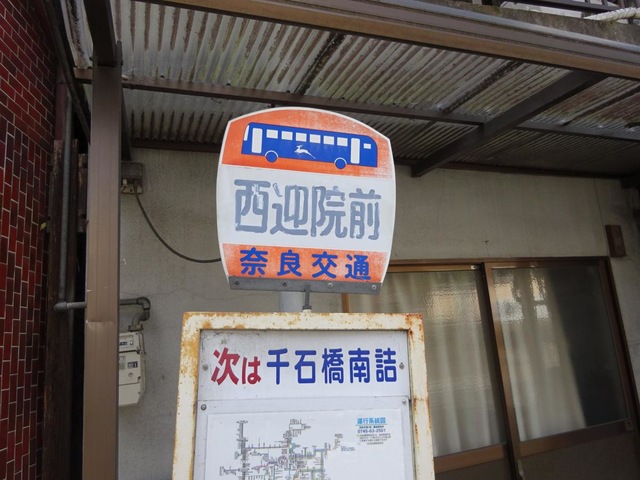 西迎院前
奈良交通
次は千石橋南詰
運行系統図